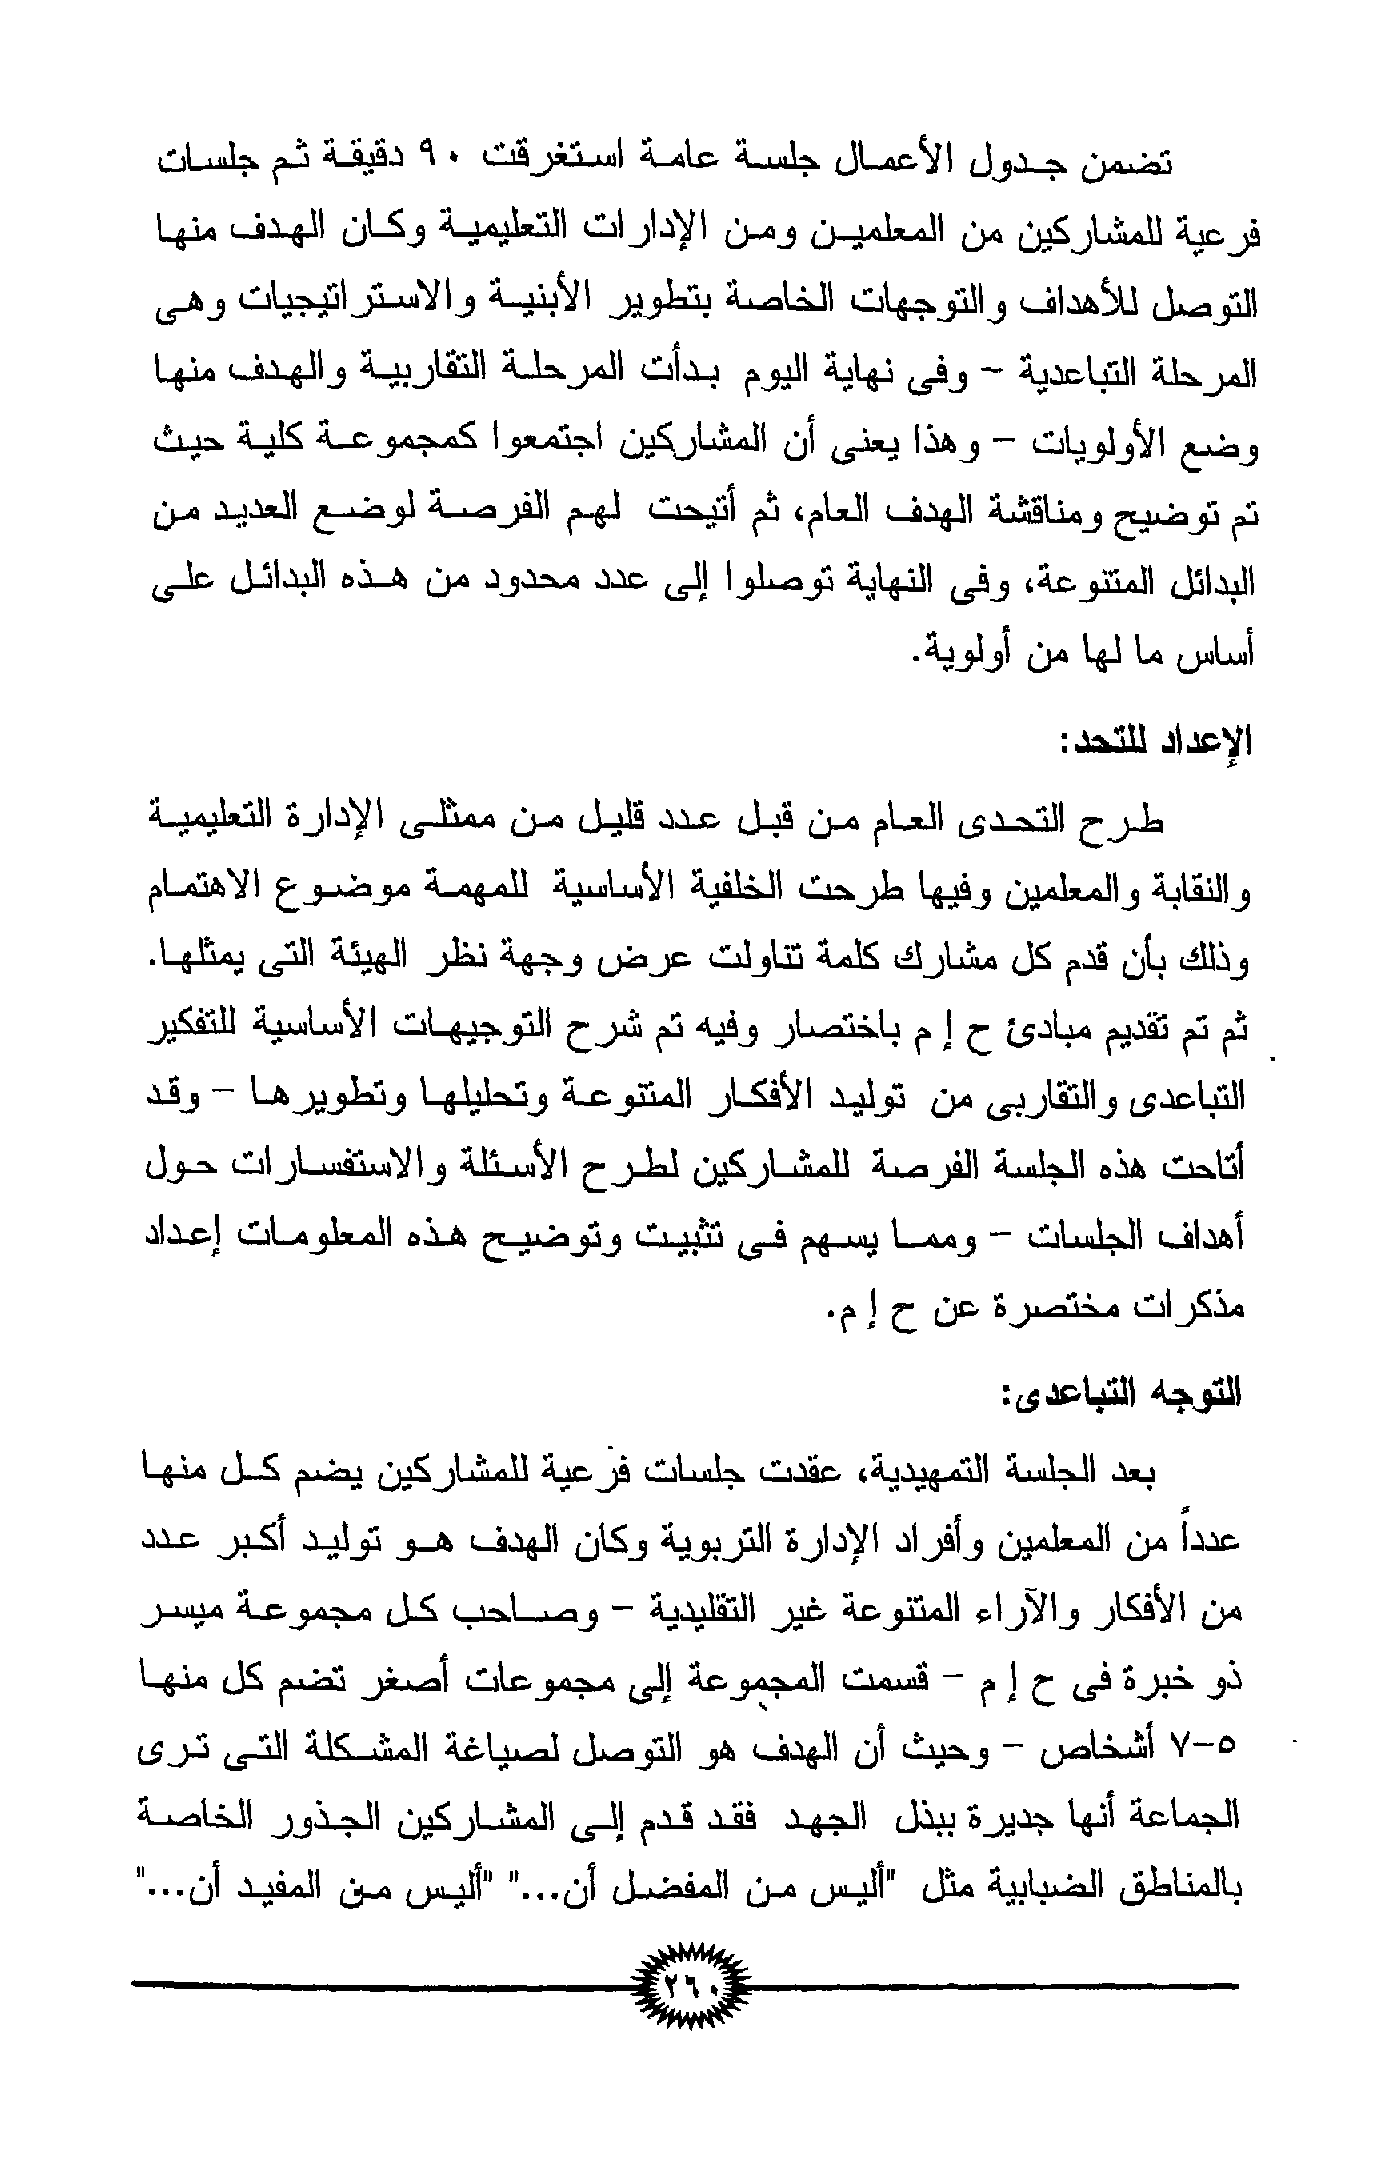 تضمن جدول الأعمال جلسة عامة استغرقت ٩٠ دقيقة ثم جلسات
فرعية للمشاركين من المعلمين ومن الإدارات التعليمية وكان الهدف منها
التوصل للأهداف والتوجهات الخاصة بتطوير الأبنية والاستراتيجيات وهى
المرحلة التباعدية – وفى نهاية اليوم بدأت المرحلة التقاربية والهدف منها
وضع الأولويات – وهذا يعنى أن المشاركين اجتمعوا كمجموعة كلية حيث
تم توضيح ومناقشة الهدف العام، ثم أتيحت لهم الفرصة لوضع العديد من
البدائل المتنوعة، وفى النهاية توصلوا إلى عدد محدود من هذه البدائل على
أساس ما لها من أولوية.
الإعداد للتحد:
طرح التحدى العام من قبل عدد قليل من ممثلى الإدارة التعليمية
والنقابة والمعلمين وفيها طرحت الخلفية الأساسية للمهمة موضوع الاهتمام
وذلك بأن قدم كل مشارك كلمة تناولت عرض وجهة نظر الهيئة التى يمثلها.
ثم تم تقديم مبادئ ح إ م باختصار وفيه تم شرح التوجيهات الأساسية للتفكير
التباعدى والتقاربى من توليد الأفكار المتنوعة وتحليلها وتطويرها – وقد
أتاحت هذه الجلسة الفرصة للمشاركين لطرح الأسئلة والاستفسارات حول
أهداف الجلسات – ومما يسهم فى تثبيت وتوضيح هذه المعلومات إعداد
مذكرات مختصرة عن ح إ م.
التوجه التباعدى:
بعد الجلسة التمهيدية، عقدت جلسات فرعية للمشاركين يضم كل منها
عدداً من المعلمين وأفراد الإدارة التربوية وكان الهدف هو توليد أكبر عدد
من الأفكار والآراء المتنوعة غير التقليدية – وصاحب كل مجموعة ميسر
ذو خبرة فى ح إ م – قسمت المجموعة إلى مجموعات أصغر تضم كل منها
٥-٧ أشخاص – وحيث أن الهدف هو التوصل لصياغة المشكلة التى ترى
الجماعة أنها جديرة ببذل الجهد فقد قدم إلى المشاركين الجذور الخاصة
بالمناطق الضبابية مثل "أليس من المفضل أن..." "أليس من المفيد أن..."
٢٦٠